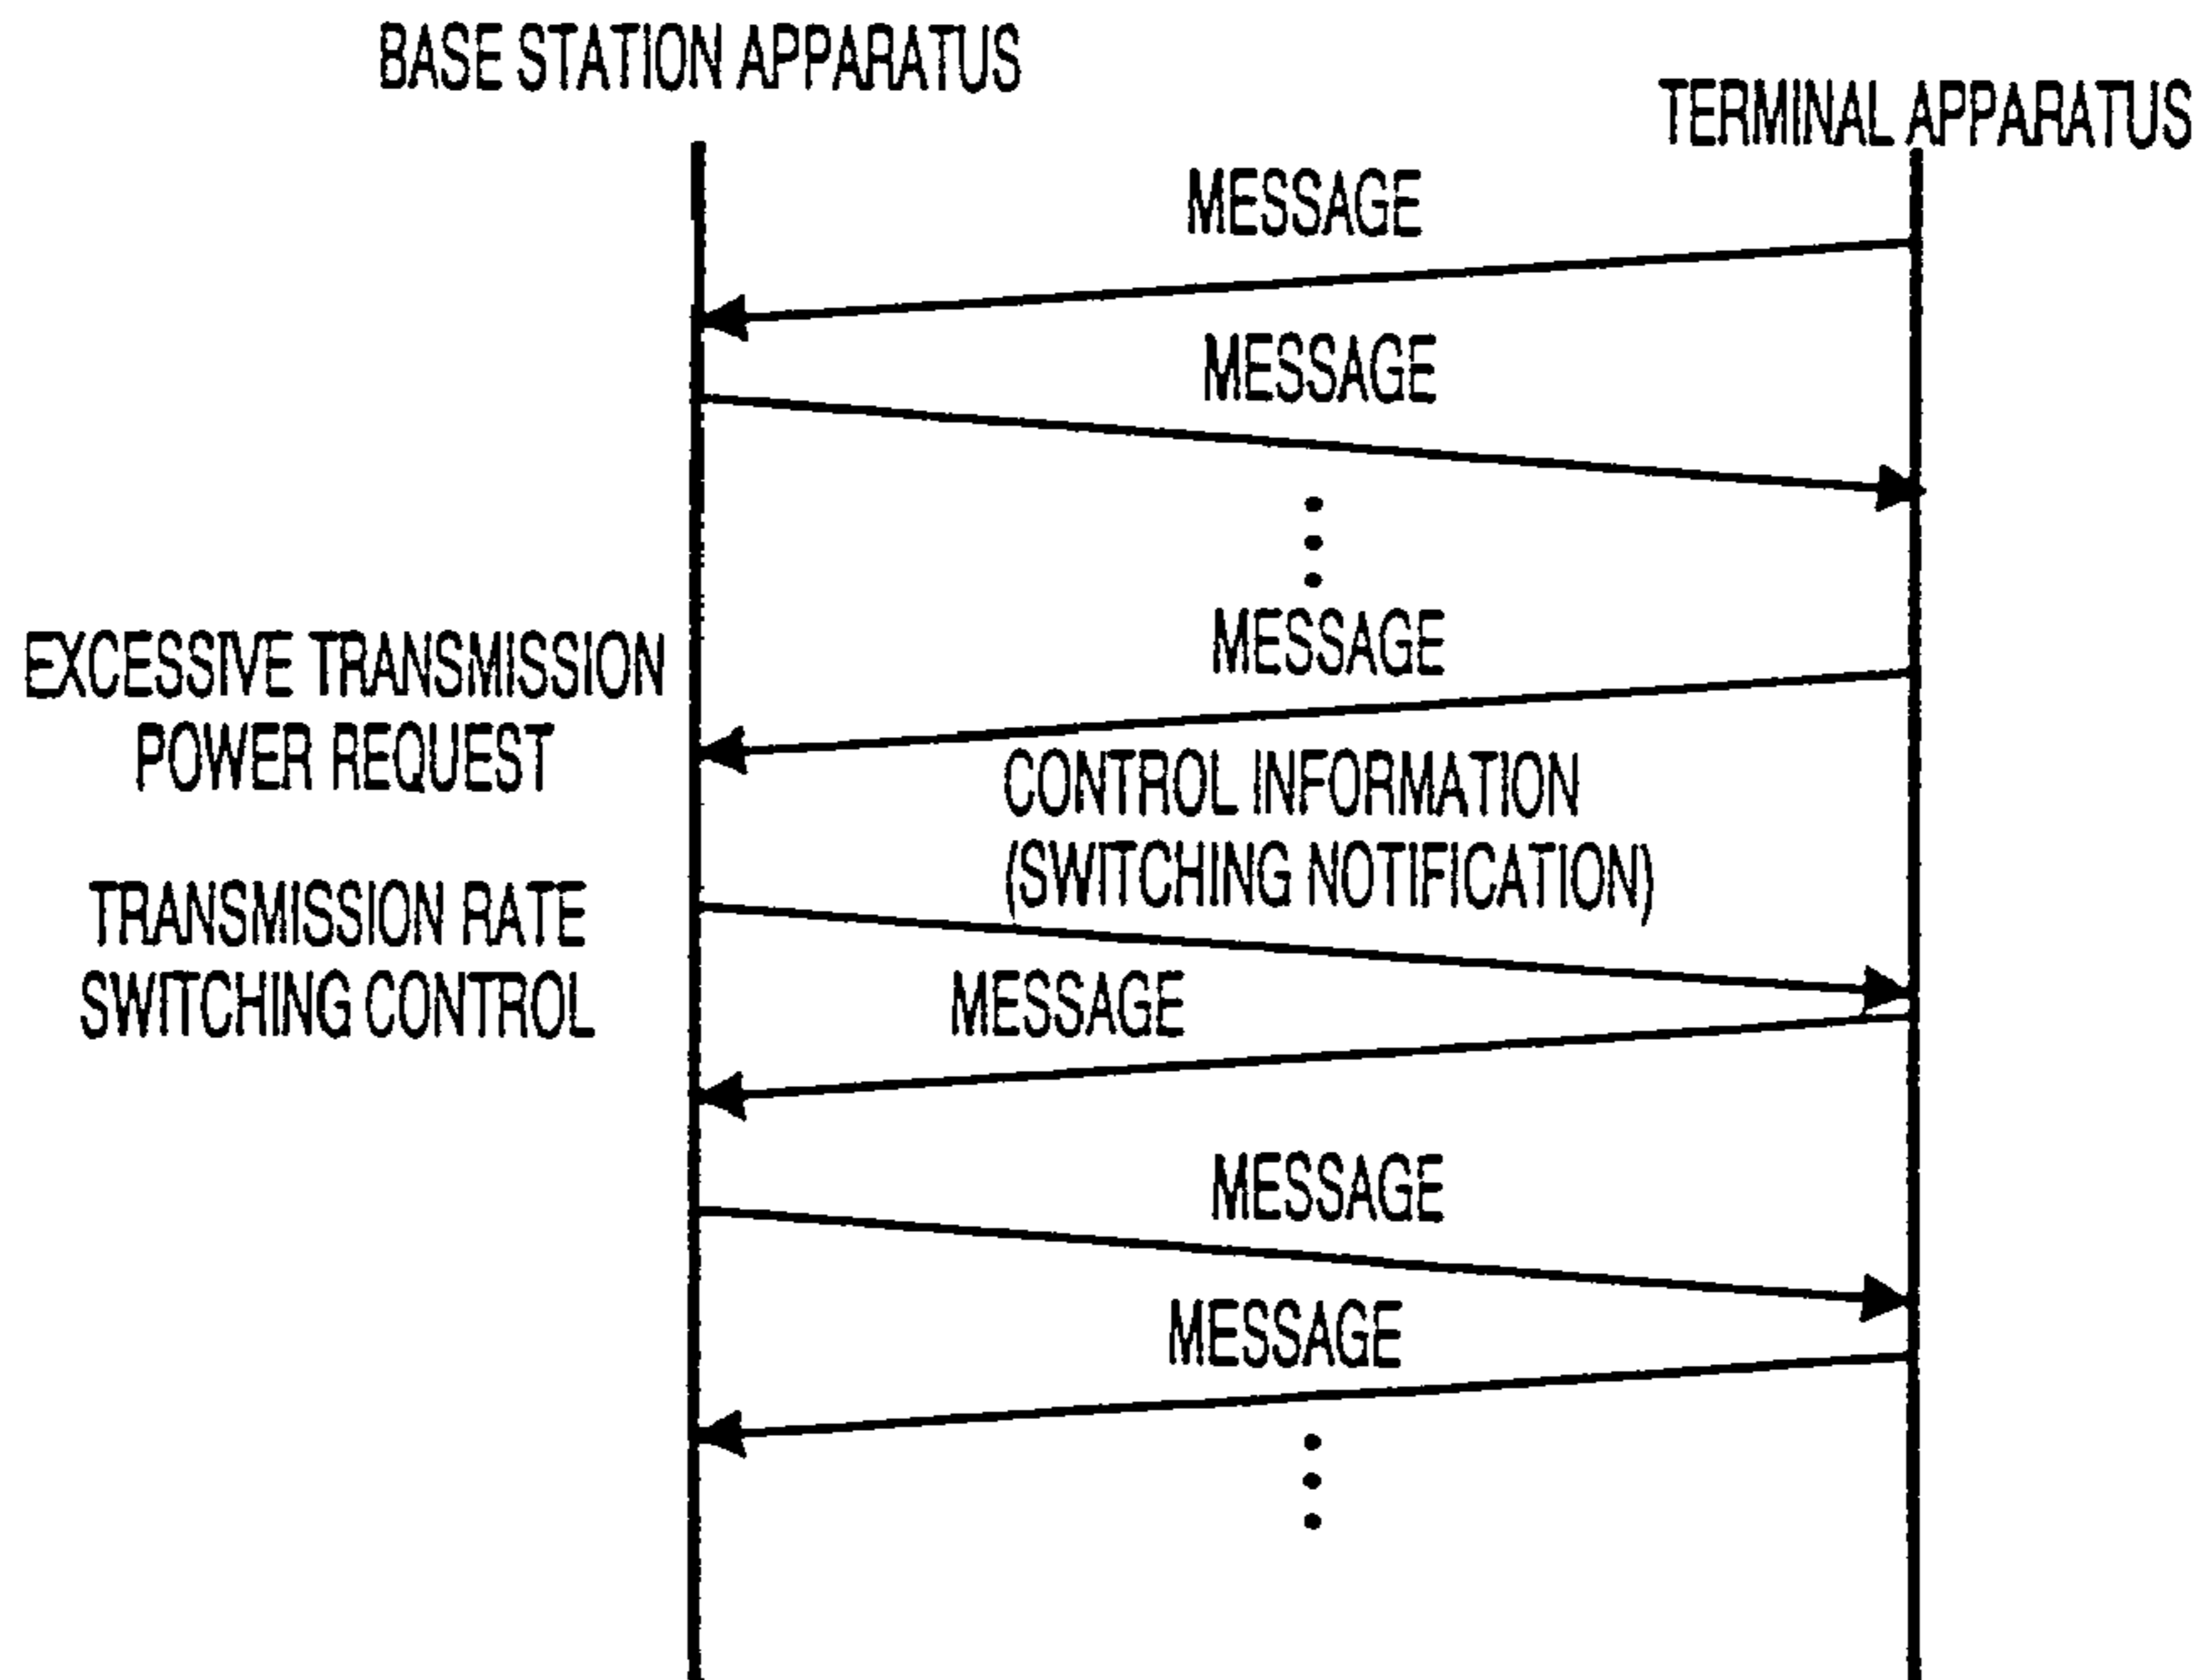 BASE STATION APPARATUS
TERMINAL APPARATUS
MESSAGE
MESSAGE
MESSAGE
EXCESSIVE TRANSMISSION
POWER REQUEST
CONTROL INFORMATION
(SWITCHING NOTIFICATION)
TRANSMISSION RATE
SWITCHING CONTROL
MESSAGE
MESSAGE
MESSAGE